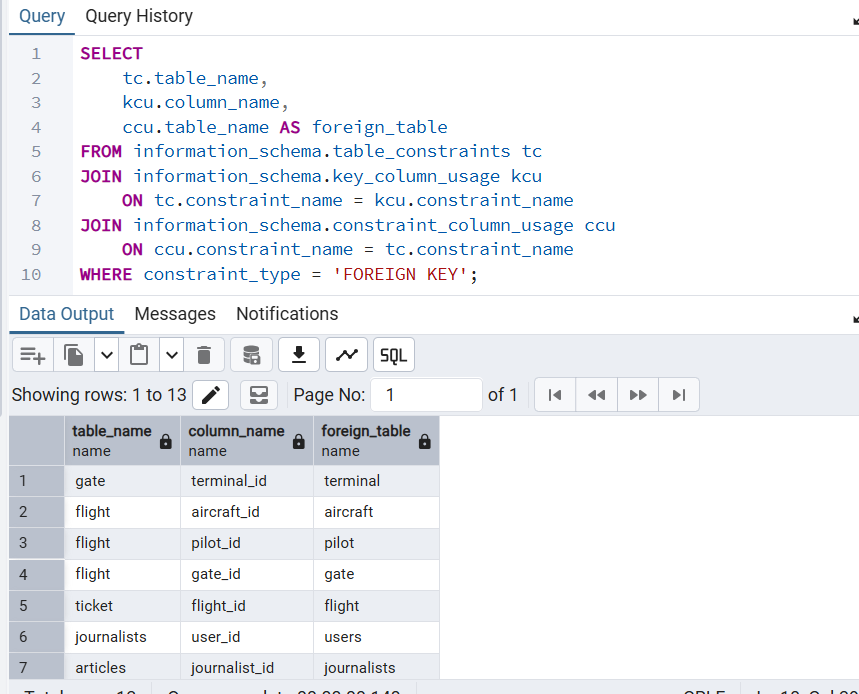 Query Query History
1 SELECT
2 tc.table_name,
3 kcu.column_name,
4 ccu.table_name AS foreign_table
5 FROM information_schema.table_constraints tc
6 JOIN information_schema.key_column_usage kcu
7 ON tc.constraint_name = kcu.constraint_name
8 JOIN information_schema.constraint_column_usage ccu
9 ON ccu.constraint_name = tc.constraint_name
10 WHERE constraint_type = 'FOREIGN KEY';
Data Output Messages Notifications
SQL
Showing rows: 1 to 13 Page No: 1 of 1
table_name column_name foreign_table
name name name
1 gate terminal_id terminal
2 flight aircraft_id aircraft
3 flight pilot_id pilot
4 flight gate_id gate
5 ticket flight_id flight
6 journalists user_id users
7 articles journalist_id journalists